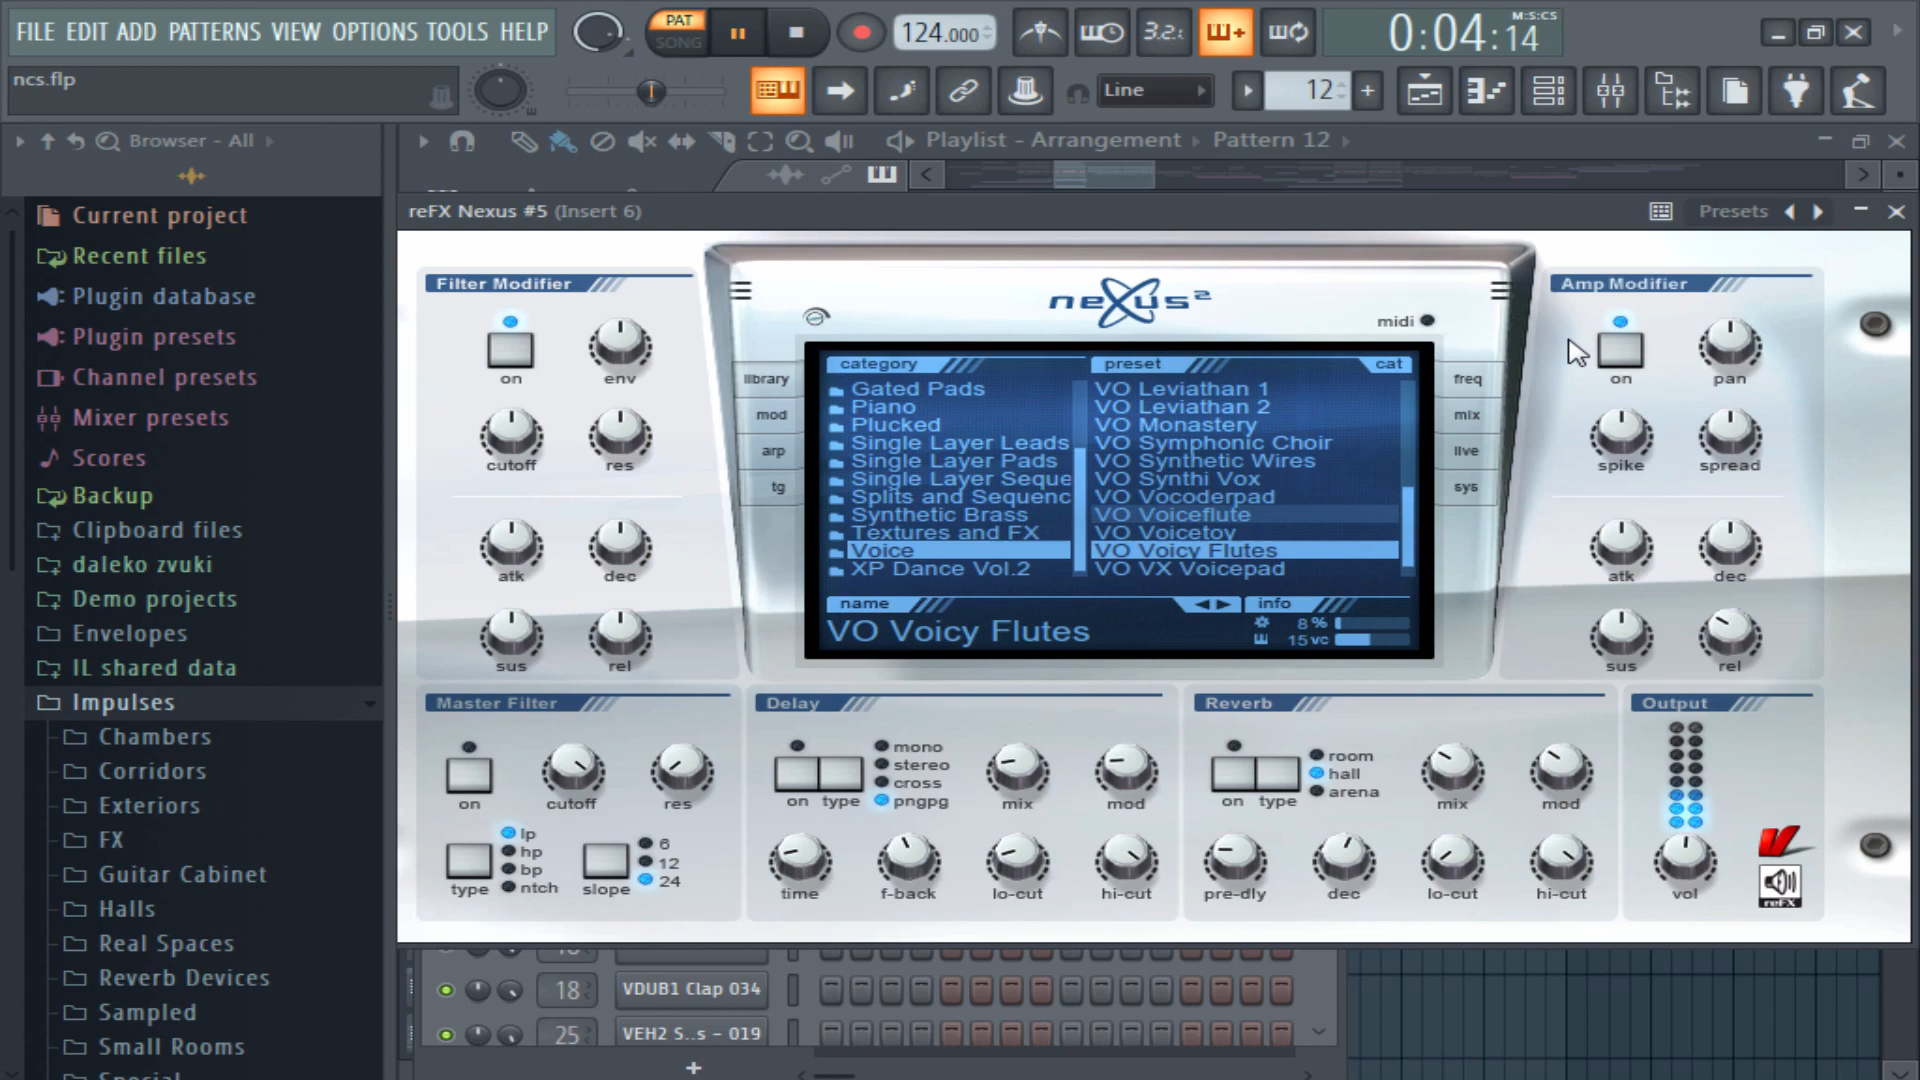 FILE EDIT ADD PATTERNS VIEW OPTIONS TOOLS HELP
PAT
SONG
124.000
3.2.
M:S:CS
0:04:14
ncs.flp
Line
12
Browser - All
Playlist - Arrangement
Pattern 12
Current project
Recent files
Plugin database
Plugin presets
Channel presets
Mixer presets
Scores
Backup
Clipboard files
daleko zvuki
Demo projects
Envelopes
IL shared data
Impulses
Chambers
Corridors
Exteriors
FX
Guitar Cabinet
Halls
Real Spaces
Reverb Devices
Sampled
Small Rooms
reFX Nexus #5 (Insert 6)
Presets
Filter Modifier
on
env
cutoff
res
atk
dec
sus
rel
nexus²
midi
library
mod
arp
tg
category
Gated Pads
Piano
Plucked
Single Layer Leads
Single Layer Pads
Single Layer Seque
Splits and Sequenc
Synthetic Brass
Textures and FX
Voice
XP Dance Vol.2
preset
cat
VO Leviathan 1
VO Leviathan 2
VO Monastery
VO Symphonic Choir
VO Synthetic Wires
VO Synthi Vox
VO Vocoderpad
VO Voiceflute
VO Voicetoy
VO Voicy Flutes
VO VX Voicepad
name
VO Voicy Flutes
info
8 %
15 vc
freq
mix
live
sys
Amp Modifier
on
pan
spike
spread
atk
dec
sus
rel
Master Filter
on
cutoff
res
type
lp
hp
bp
ntch
slope
6
12
24
Delay
on
type
mono
stereo
cross
pngpg
mix
mod
time
f-back
lo-cut
hi-cut
Reverb
on
type
room
hall
arena
mix
mod
pre-dly
dec
lo-cut
hi-cut
Output
vol
reFX
18
VDUB1 Clap 034
25
VEH2 S..s - 019